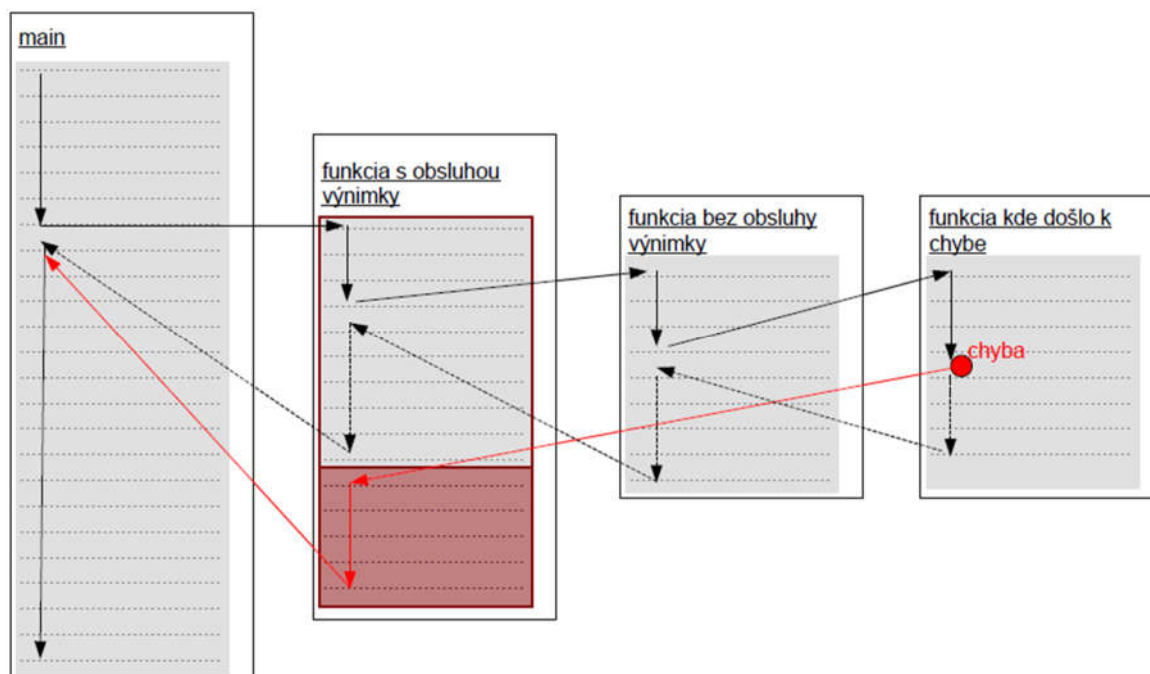 main
funkcia s obsluhou
výnimky
funkcia bez obsluhy
výnimky
funkcia kde došlo k
chybe
chyba